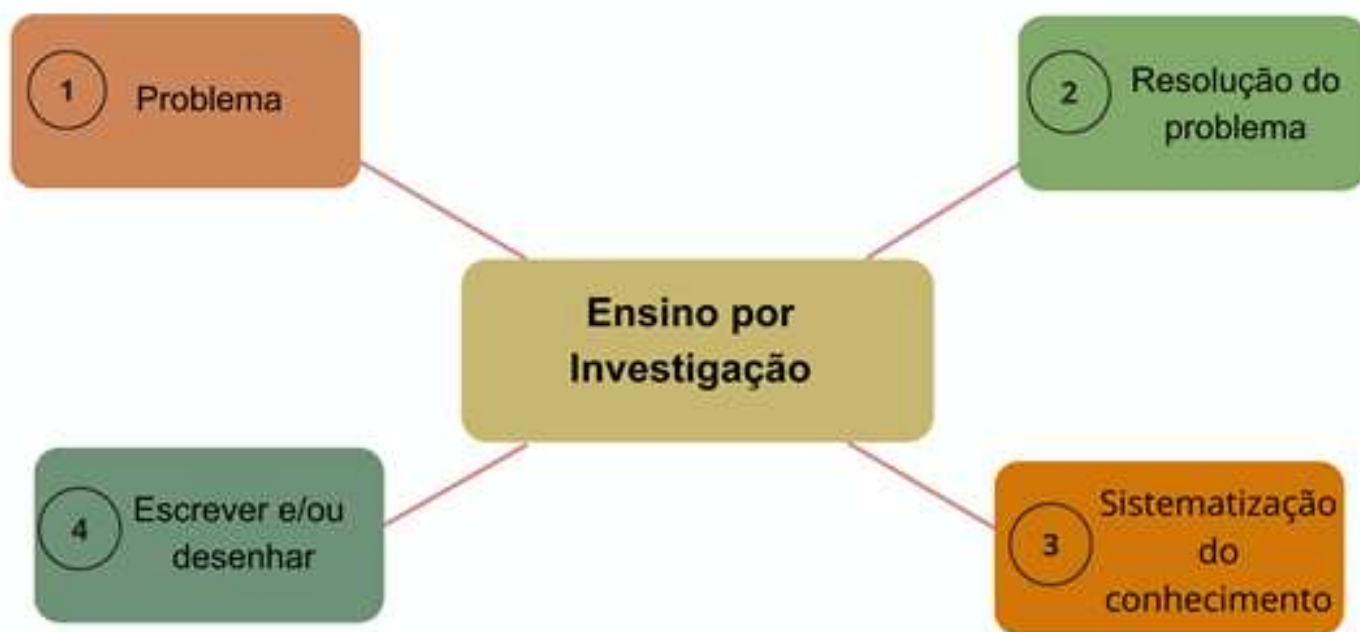 1
Problema
2
Resolução do
problema
Ensino por
Investigação
4
Escrever e/ou
desenhar
3
Sistematização
do
conhecimento